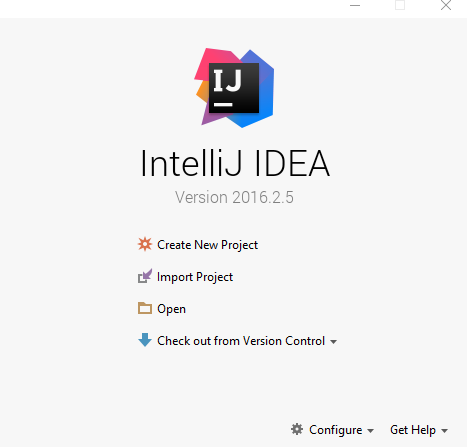 IJ
IntelliJ IDEA
Version 2016.2.5
Create New Project
Import Project
Open
Check out from Version Control
Configure Get Help